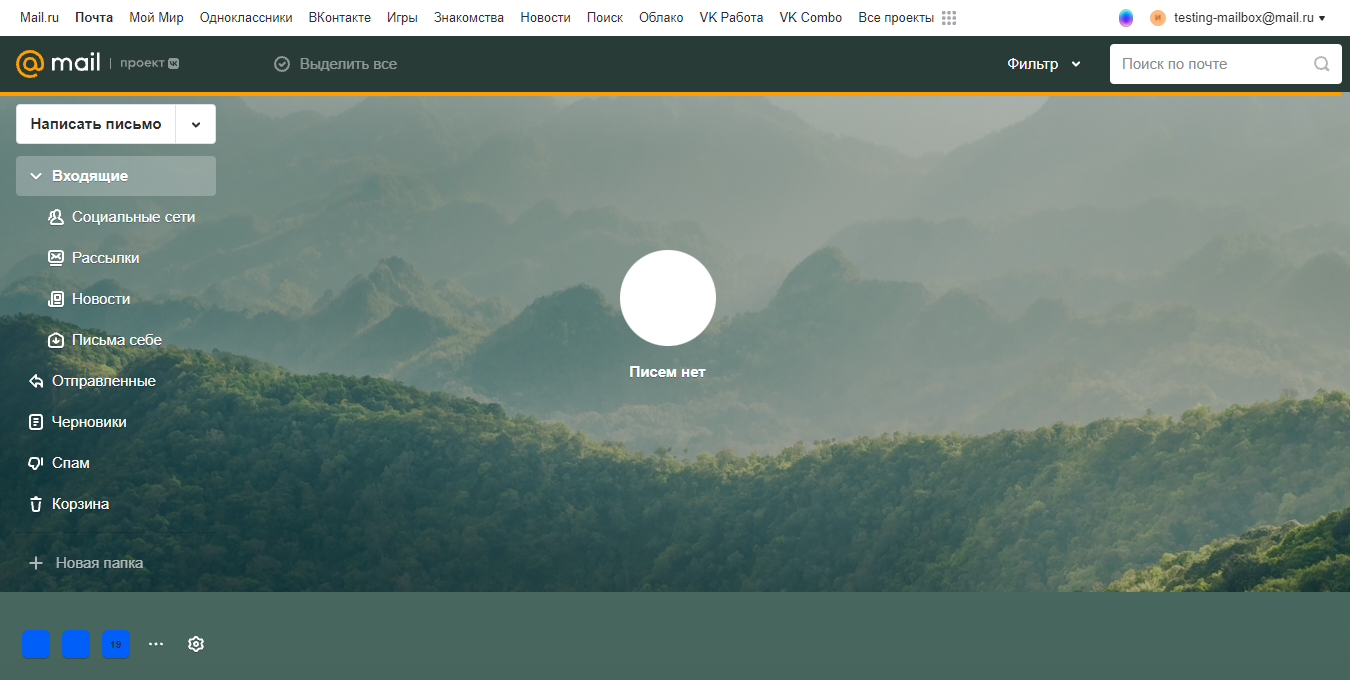 Mail.ru Почта Мой Мир Одноклассники ВКонтакте Игры Знакомства Новости Поиск Облако VK Работа VK Combo Все проекты
И testing-mailbox@mail.ru
@mail проект
Выделить все
Фильтр
Поиск по почте
Написать письмо
Входящие
Социальные сети
Рассылки
Новости
Письма себе
Отправленные
Черновики
Спам
Корзина
Новая папка
Писем нет
19